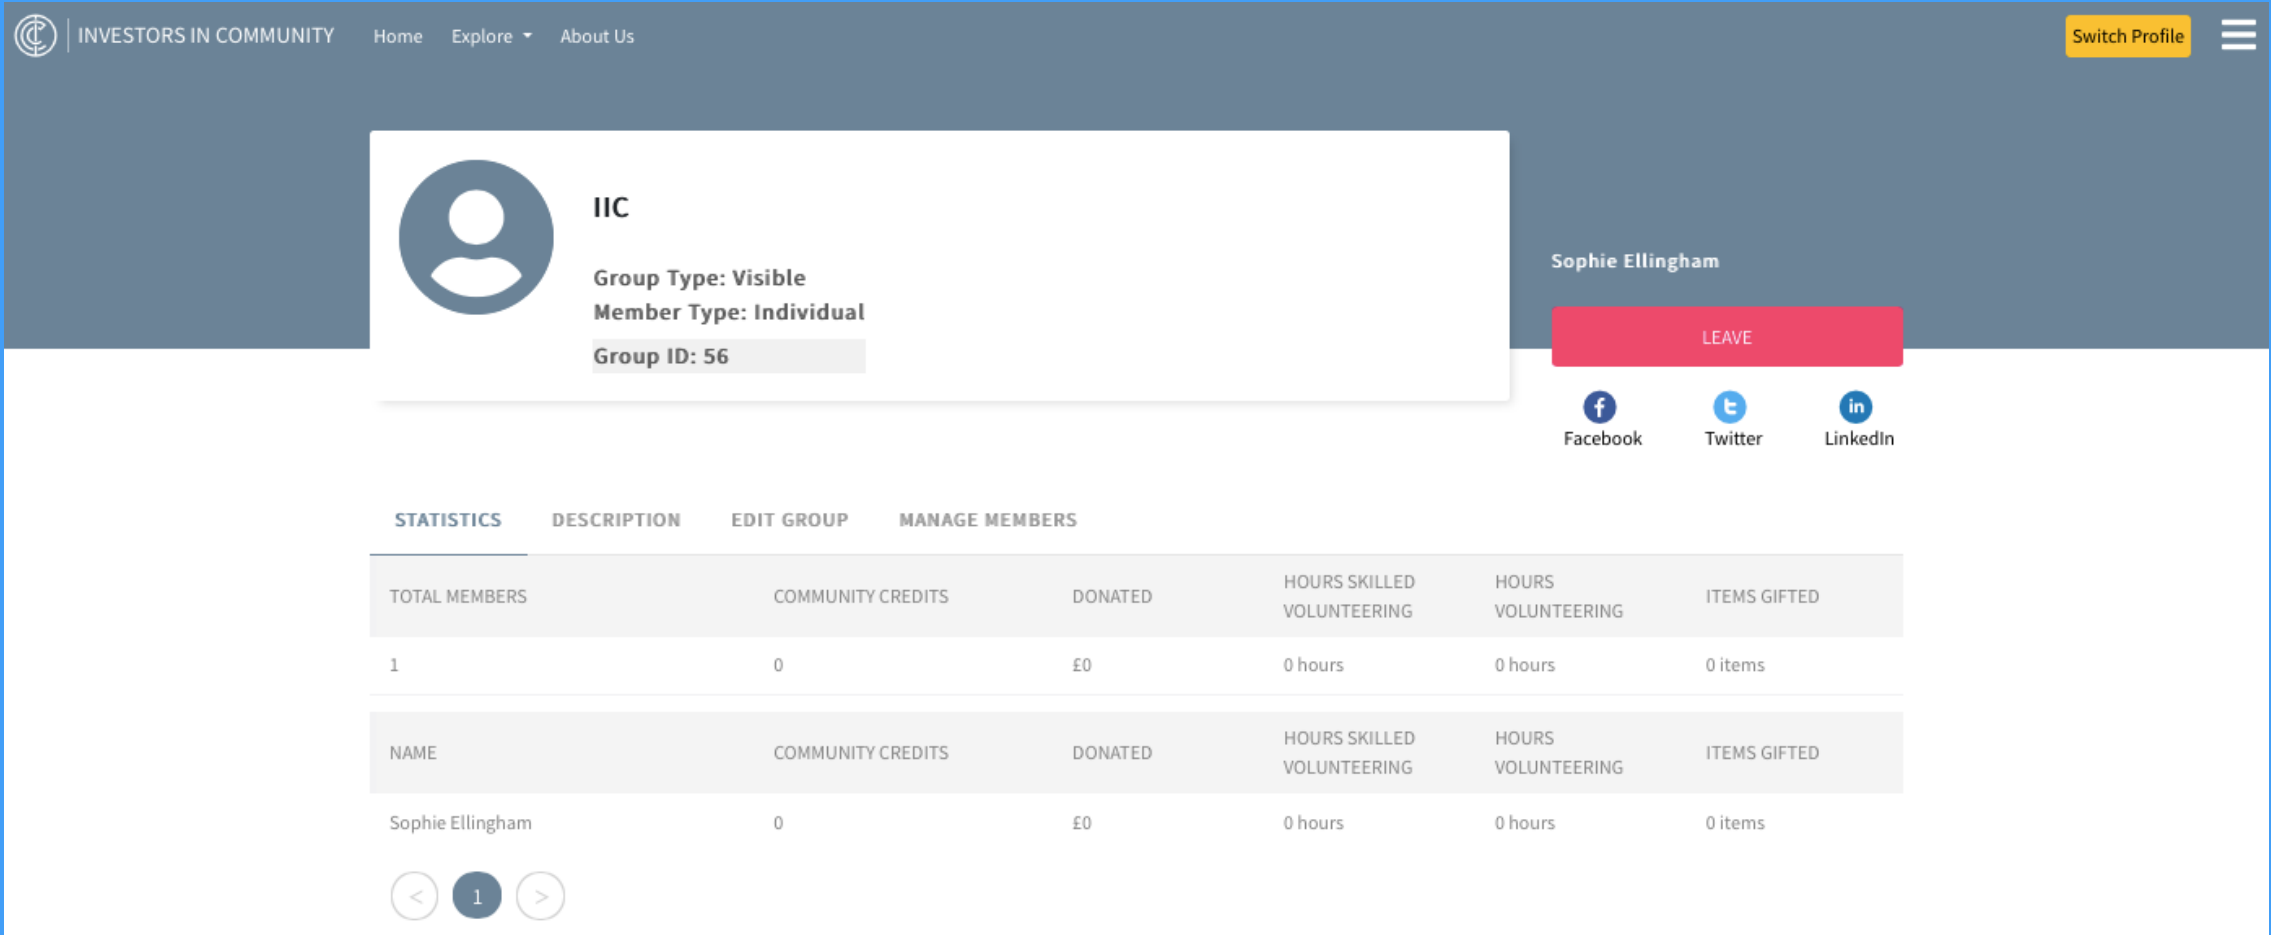 INVESTORS IN COMMUNITY Home Explore About Us Switch Profile
IIC
Group Type: Visible
Member Type: Individual
Group ID: 56
Sophie Ellingham
LEAVE
Facebook Twitter LinkedIn
STATISTICS DESCRIPTION EDIT GROUP MANAGE MEMBERS
TOTAL MEMBERS COMMUNITY CREDITS DONATED HOURS SKILLED VOLUNTEERING HOURS VOLUNTEERING ITEMS GIFTED
1 0 £0 0 hours 0 hours 0 items
NAME COMMUNITY CREDITS DONATED HOURS SKILLED VOLUNTEERING HOURS VOLUNTEERING ITEMS GIFTED
Sophie Ellingham 0 £0 0 hours 0 hours 0 items
< 1 >